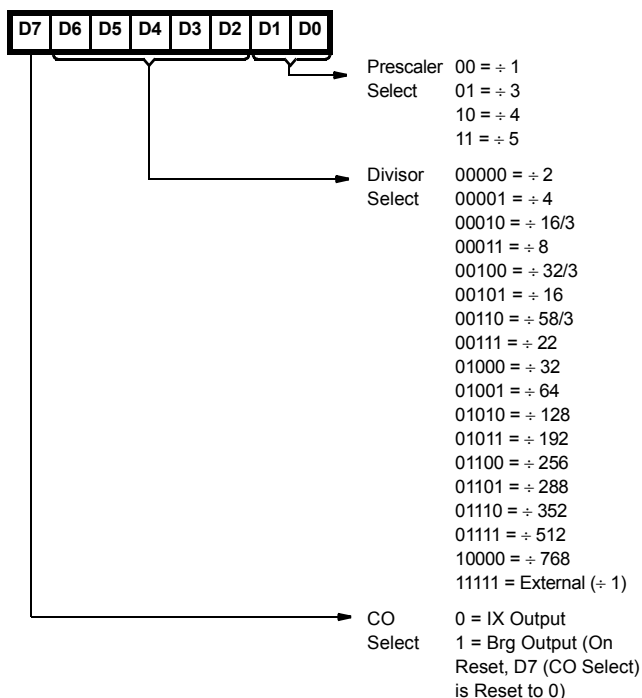 D7 D6 D5 D4 D3 D2 D1 D0
Prescaler 00 = ÷ 1
Select 01 = ÷ 3
10 = ÷ 4
11 = ÷ 5
Divisor 00000 = ÷ 2
Select 00001 = ÷ 4
00010 = ÷ 16/3
00011 = ÷ 8
00100 = ÷ 32/3
00101 = ÷ 16
00110 = ÷ 58/3
00111 = ÷ 22
01000 = ÷ 32
01001 = ÷ 64
01010 = ÷ 128
01011 = ÷ 192
01100 = ÷ 256
01101 = ÷ 288
01110 = ÷ 352
01111 = ÷ 512
10000 = ÷ 768
11111 = External (÷ 1)
CO 0 = IX Output
Select 1 = Brg Output (On
Reset, D7 (CO Select)
is Reset to 0)